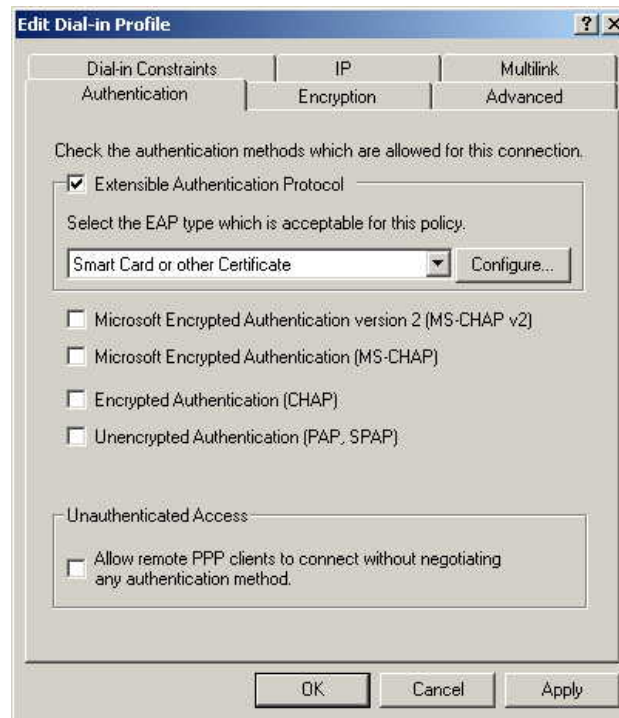 Edit Dial-in Profile
Dial-in Constraints
IP
Multilink
Authentication
Encryption
Advanced
Check the authentication methods which are allowed for this connection.
Extensible Authentication Protocol
Select the EAP type which is acceptable for this policy.
Smart Card or other Certificate
Configure...
Microsoft Encrypted Authentication version 2 (MS-CHAP v2)
Microsoft Encrypted Authentication (MS-CHAP)
Encrypted Authentication (CHAP)
Unencrypted Authentication (PAP, SPAP)
Unauthenticated Access
Allow remote PPP clients to connect without negotiating
any authentication method.
OK
Cancel
Apply